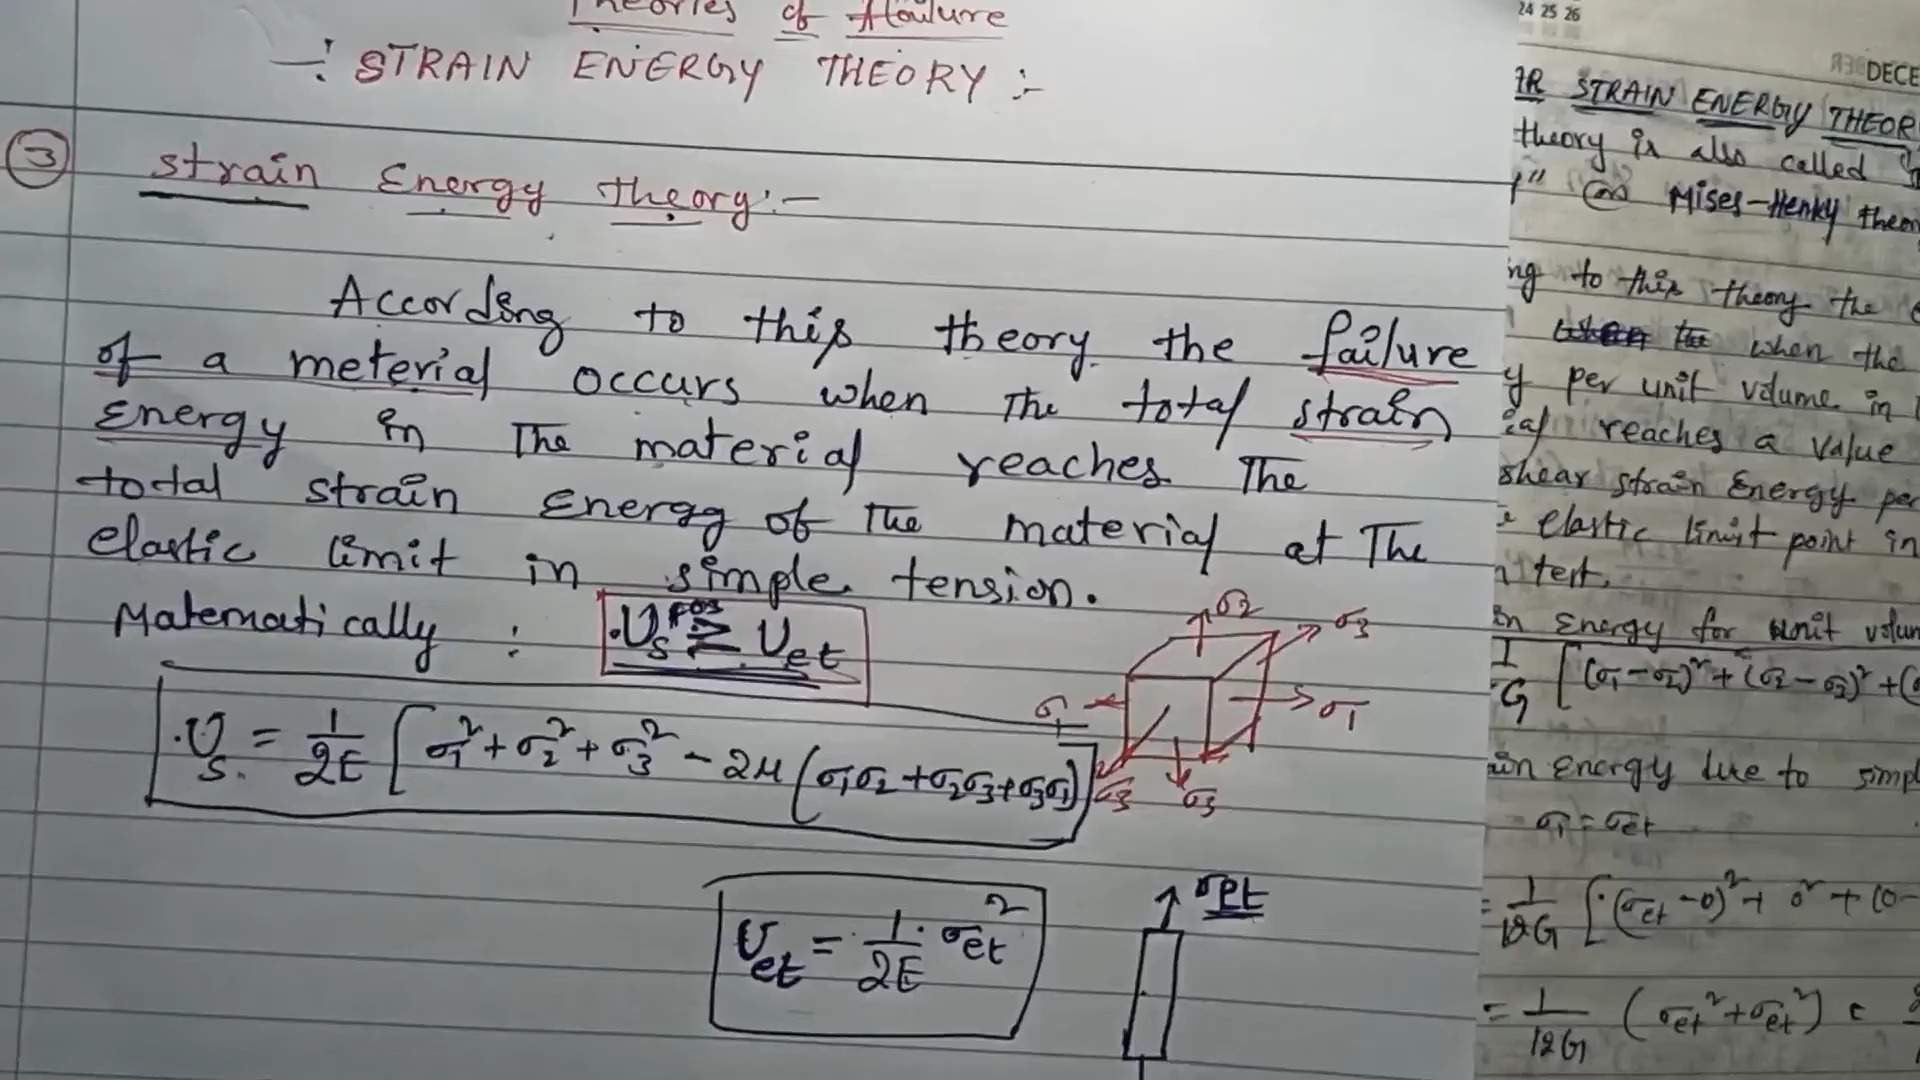 Theories of failure
-: STRAIN ENERGY THEORY :-
③ Strain Energy theory:-
According to this theory the failure
of a meterial occurs when The total strain
Energy in The material reaches The
total strain Energy of The material at The
elastic limit in simple tension.
Matematically : Us ≥ Uet
σ2
σ3
σ1
σ1
σ3
σ3
Us = 1/2E [σ1² + σ2² + σ3² - 2μ (σ1σ2 + σ2σ3 + σ3σ1)]
Uet = 1/2E . σet²
σet
24 25 26
DECE
AR STRAIN ENERGY THEOR
theory is also called
Mises-Henky theo
ng to this theory the
when the
y per unit volume in
ial reaches a value
shear strain Energy per
elastic limit point in
n test.
in Energy for unit volum
1/G [(σ1-σ2)² + (σ2-σ3)² + (
ain Energy due to simpl
σ1 = σet
= 1/12G [(σet-0)² + 0² + (0-
= 1/12G (σet² + σet²) =